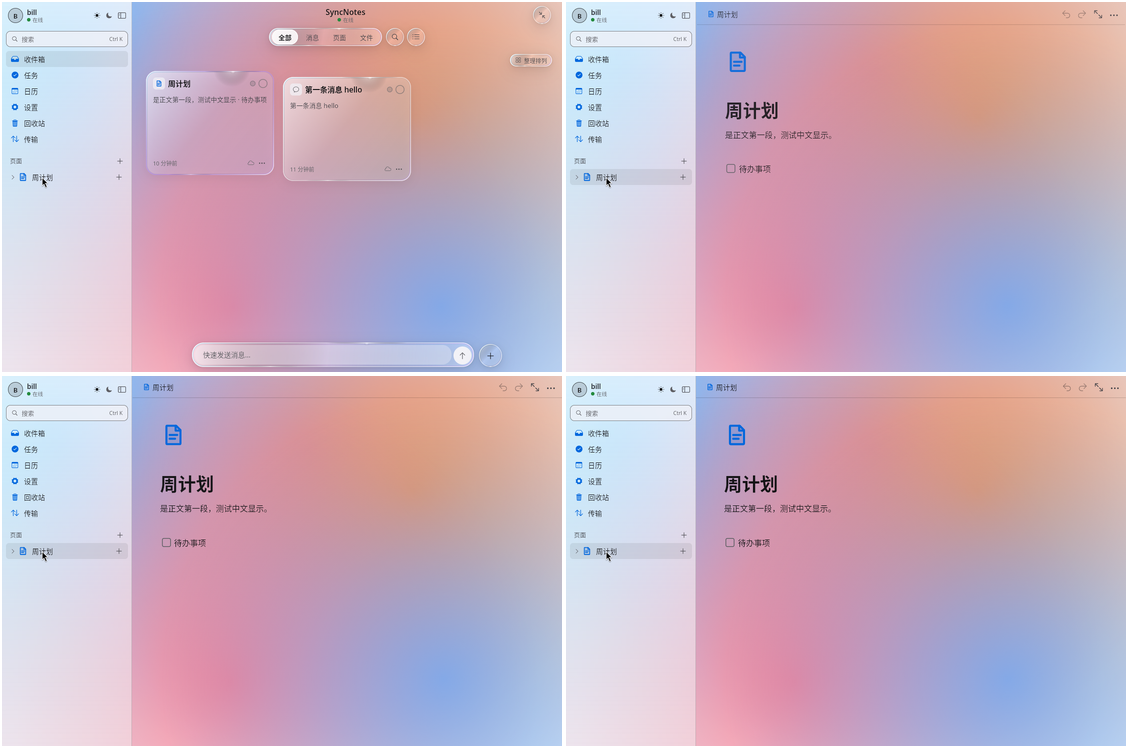 B
bill
在线
搜索
Ctrl K
收件箱
任务
日历
设置
回收站
传输
页面
周计划
SyncNotes
在线
全部
消息
页面
文件
整理排列
周计划
是正文第一段，测试中文显示 · 待办事项
10 分钟前
第一条消息 hello
第一条消息 hello
11 分钟前
快速发送消息...
B
bill
在线
搜索
Ctrl K
收件箱
任务
日历
设置
回收站
传输
页面
周计划
周计划
周计划
是正文第一段，测试中文显示。
待办事项
B
bill
在线
搜索
Ctrl K
收件箱
任务
日历
设置
回收站
传输
页面
周计划
周计划
周计划
是正文第一段，测试中文显示。
待办事项
B
bill
在线
搜索
Ctrl K
收件箱
任务
日历
设置
回收站
传输
页面
周计划
周计划
周计划
是正文第一段，测试中文显示。
待办事项